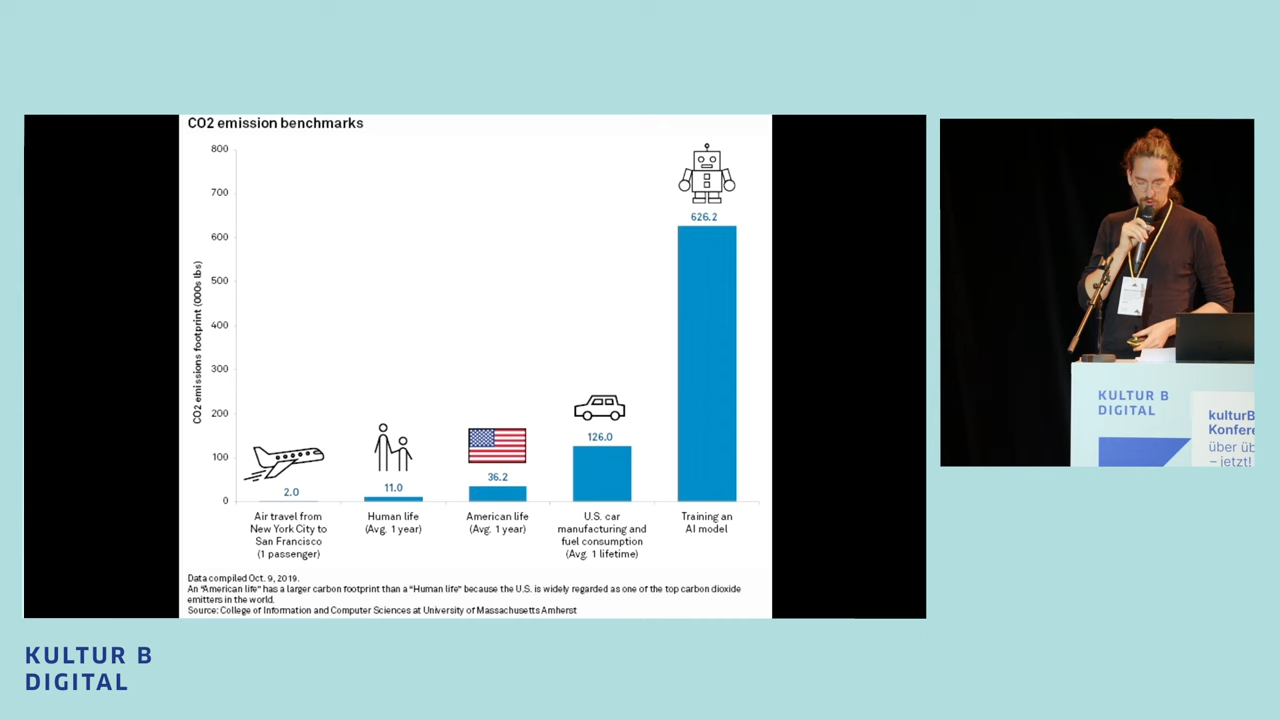 CO2 emission benchmarks
CO2 emissions footprint (000s lbs)
800
700
600
500
400
300
200
100
0
2.0
11.0
36.2
126.0
626.2
Air travel from
New York City to
San Francisco
(1 passenger)
Human life
(Avg. 1 year)
American life
(Avg. 1 year)
U.S. car
manufacturing and
fuel consumption
(Avg. 1 lifetime)
Training an
AI model
Data compiled Oct. 9, 2019.
An "American life" has a larger carbon footprint than a "Human life" because the U.S. is widely regarded as one of the top carbon dioxide
emitters in the world.
Source: College of Information and Computer Sciences at University of Massachusetts Amherst
KULTUR B
DIGITAL
kulturB
Konfere
über üb
– jetzt!
KULTUR B
DIGITAL